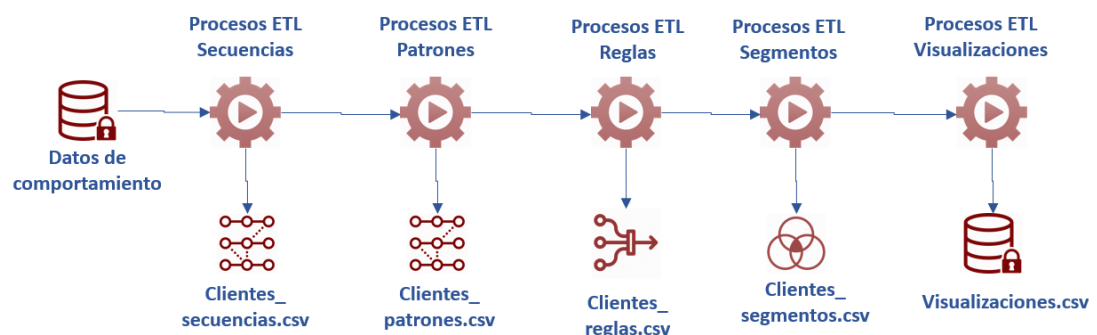 Procesos ETL
Secuencias
Procesos ETL
Patrones
Procesos ETL
Reglas
Procesos ETL
Segmentos
Procesos ETL
Visualizaciones
Datos de
comportamiento
Clientes_
secuencias.csv
Clientes_
patrones.csv
Clientes_
reglas.csv
Clientes_
segmentos.csv
Visualizaciones.csv